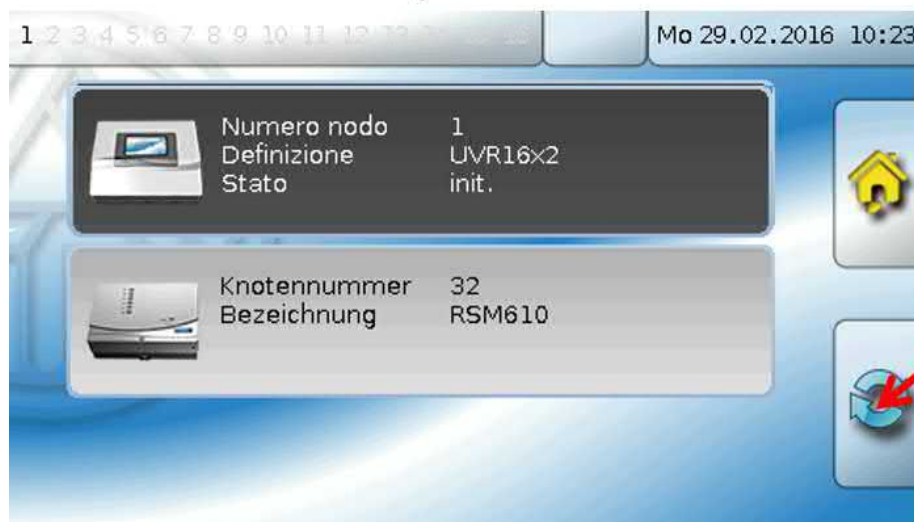 1 2 3 4 5 6 7 8 9 10 11 12 13
Mo 29.02.2016 10:23
Numero nodo 1
Definizione UVR16x2
Stato init.
Knotennummer 32
Bezeichnung RSM610